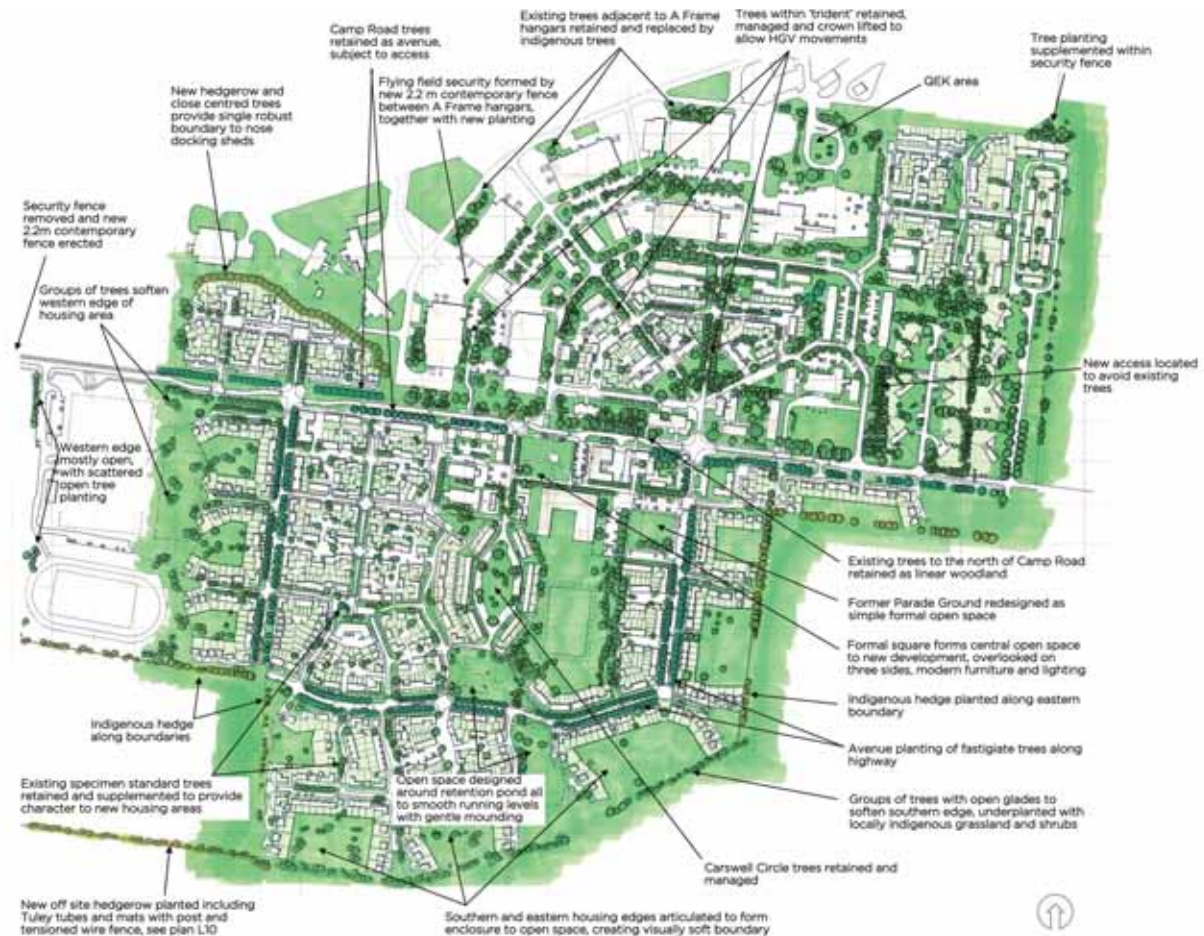 Existing trees adjacent to A Frame
hangars retained and replaced by
indigenous trees
Trees within 'trident' retained,
managed and crown lifted to
allow HGV movements
Camp Road trees
retained as avenue,
subject to access
Tree planting
supplemented within
security fence
Flying field security formed by
new 2.2 m contemporary fence
between A Frame hangars,
together with new planting
QEK area
New hedgerow and
close centred trees
provide single robust
boundary to nose
docking sheds
Security fence
removed and new
2.2m contemporary
fence erected
Groups of trees soften
western edge of
housing area
New access located
to avoid existing
trees
Western edge
mostly open,
with scattered
open tree
planting
Existing trees to the north of Camp Road
retained as linear woodland
Former Parade Ground redesigned as
simple formal open space
Formal square forms central open space
to new development, overlooked on
three sides, modern furniture and lighting
Indigenous hedge planted along eastern
boundary
Indigenous hedge
along boundaries
Avenue planting of fastigiate trees along
highway
Existing specimen standard trees
retained and supplemented to provide
character to new housing areas
Open space designed
around retention pond all
to smooth running levels
with gentle mounding
Groups of trees with open glades to
soften southern edge, underplanted with
locally indigenous grassland and shrubs
Carswell Circle trees retained and
managed
New off site hedgerow planted including
Tuley tubes and mats with post and
tensioned wire fence, see plan L10
Southern and eastern housing edges articulated to form
enclosure to open space, creating visually soft boundary